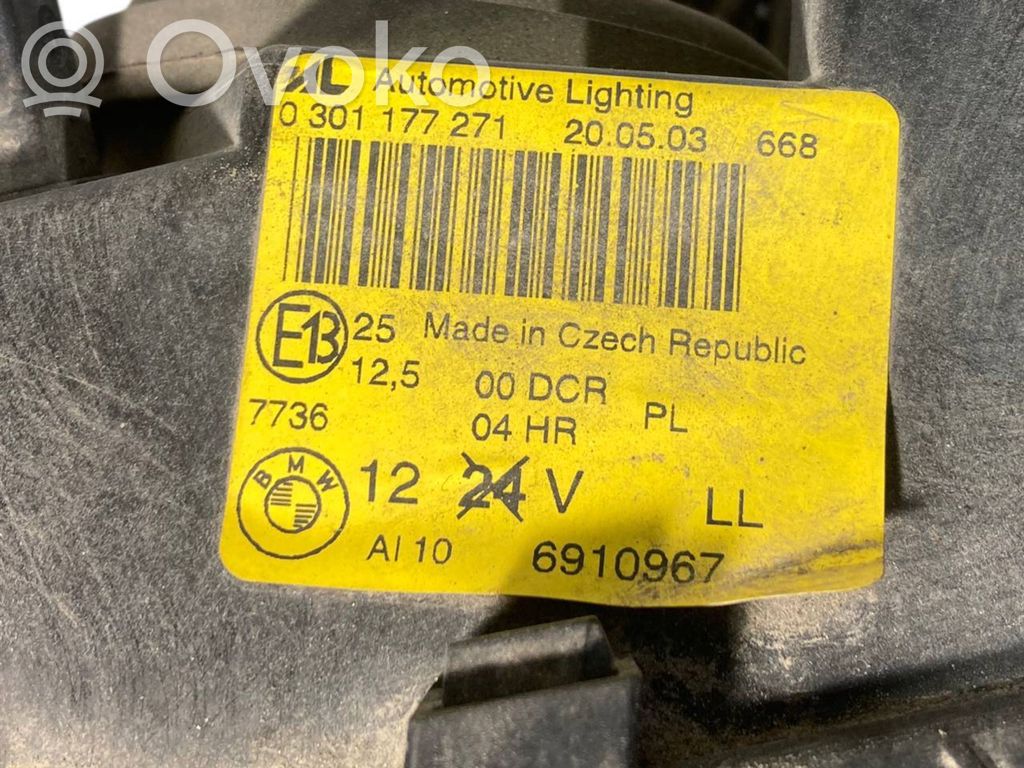 Ovoko
AL Automotive Lighting
0 301 177 271 20.05.03 668
E13 25 Made in Czech Republic
12,5 00 DCR PL
7736 04 HR
BMW 12 24 V LL
AI 10 6910967